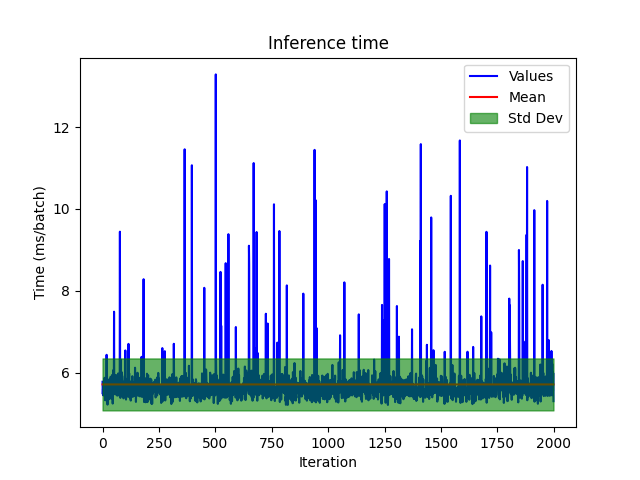 Inference time
Values
Mean
Std Dev
Time (ms/batch)
12
10
8
6
0 250 500 750 1000 1250 1500 1750 2000
Iteration